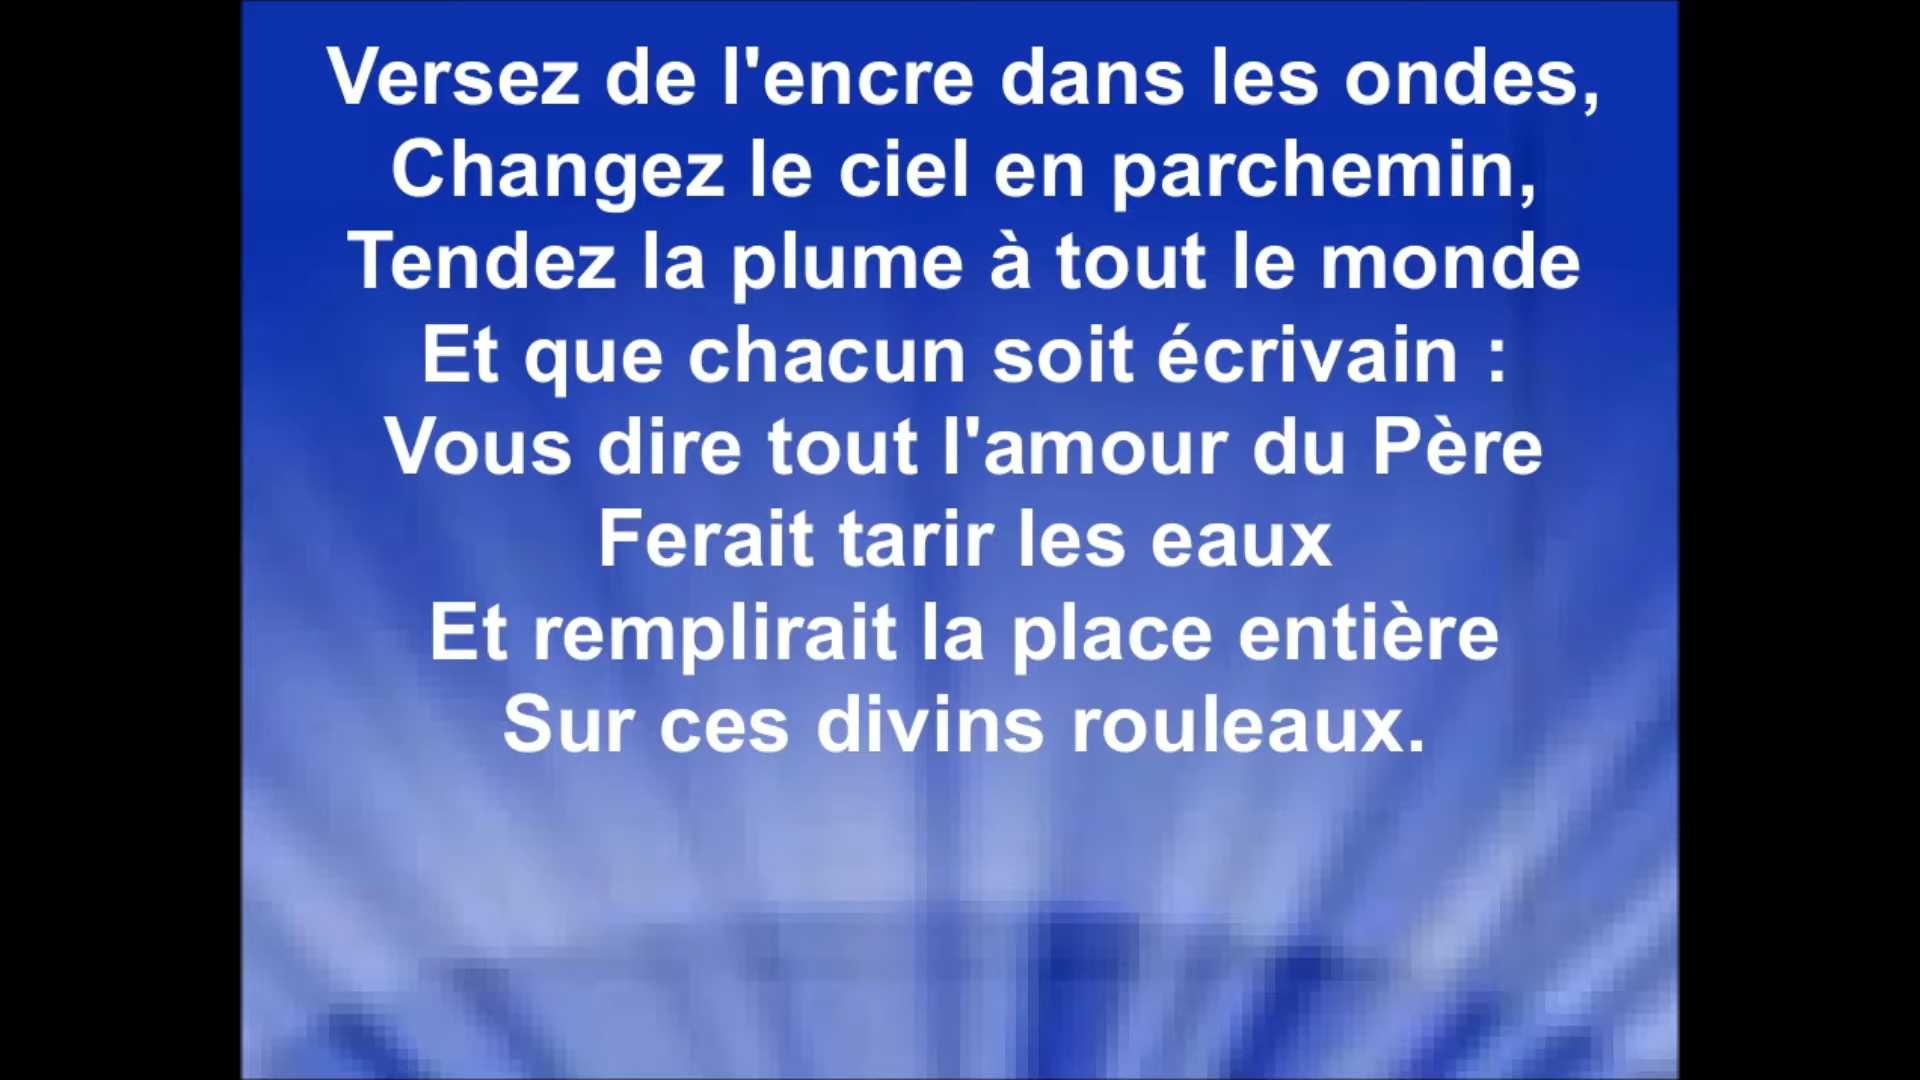 Versez de l'encre dans les ondes,
Changez le ciel en parchemin,
Tendez la plume à tout le monde
Et que chacun soit écrivain :
Vous dire tout l'amour du Père
Ferait tarir les eaux
Et remplirait la place entière
Sur ces divins rouleaux.